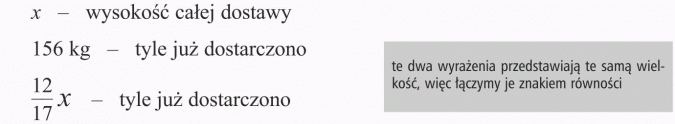 x – wysokość całej dostawy
156 kg – tyle już dostarczono
12/17 x – tyle już dostarczono
te dwa wyrażenia przedstawiają te samą wiel-
kość, więc łączymy je znakiem równości